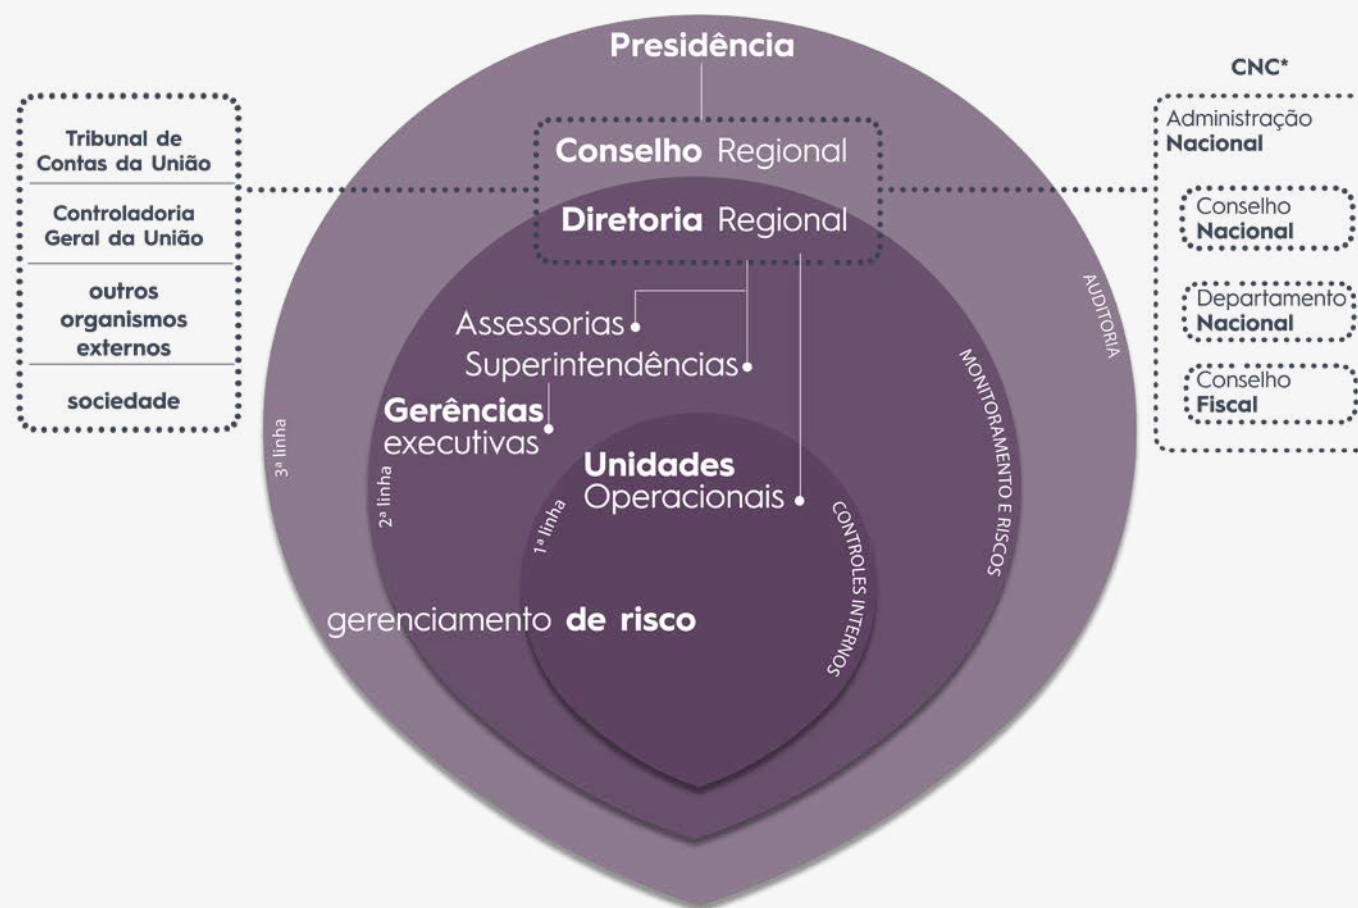 Presidência
Conselho Regional
Diretoria Regional
Assessorias
Superintendências
Gerências
executivas
Unidades
Operacionais
gerenciamento de risco
1ª linha
2ª linha
3ª linha
CONTROLES INTERNOS
MONITORAMENTO E RISCOS
AUDITORIA
Tribunal de
Contas da União
Controladoria
Geral da União
outros
organismos
externos
sociedade
CNC*
Administração
Nacional
Conselho
Nacional
Departamento
Nacional
Conselho
Fiscal